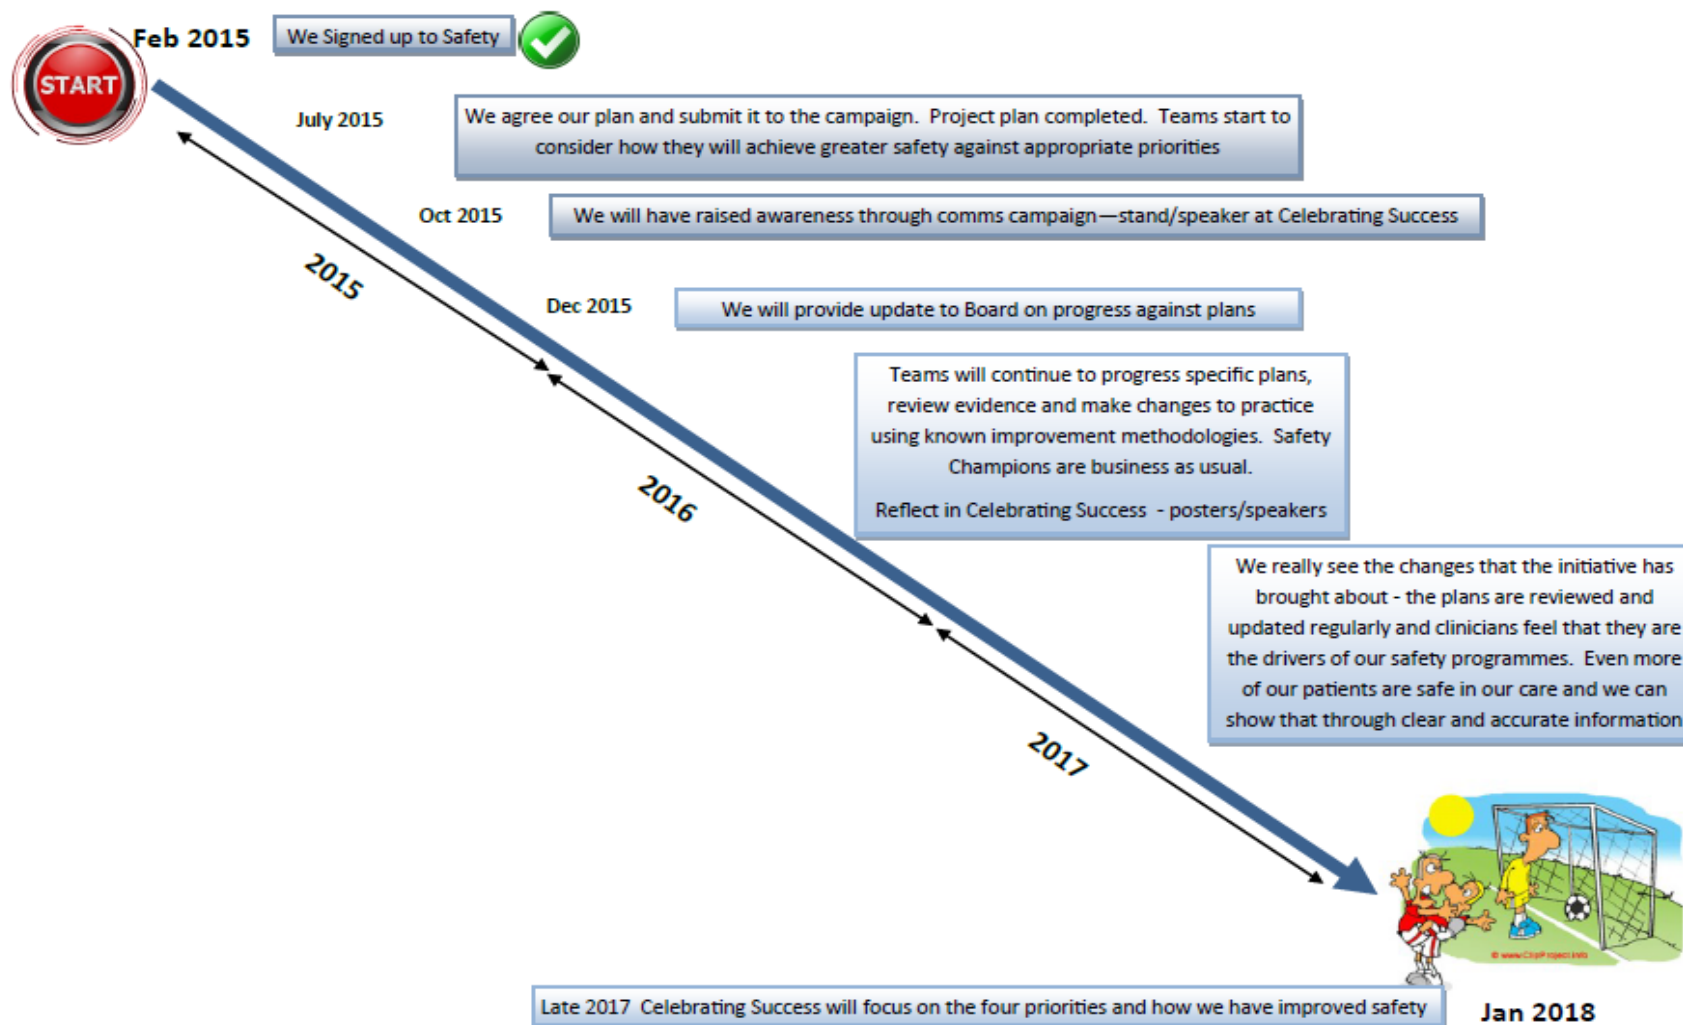 START
Feb 2015
We Signed up to Safety
July 2015
We agree our plan and submit it to the campaign.  Project plan completed.  Teams start to
consider how they will achieve greater safety against appropriate priorities
Oct 2015
We will have raised awareness through comms campaign—stand/speaker at Celebrating Success
2015
Dec 2015
We will provide update to Board on progress against plans
Teams will continue to progress specific plans,
review evidence and make changes to practice
using known improvement methodologies.  Safety
Champions are business as usual.
Reflect in Celebrating Success  - posters/speakers
2016
We really see the changes that the initiative has
brought about - the plans are reviewed and
updated regularly and clinicians feel that they are
the drivers of our safety programmes.  Even more
of our patients are safe in our care and we can
show that through clear and accurate information
2017
© www.ClipProject.info
Late 2017  Celebrating Success will focus on the four priorities and how we have improved safety
Jan 2018